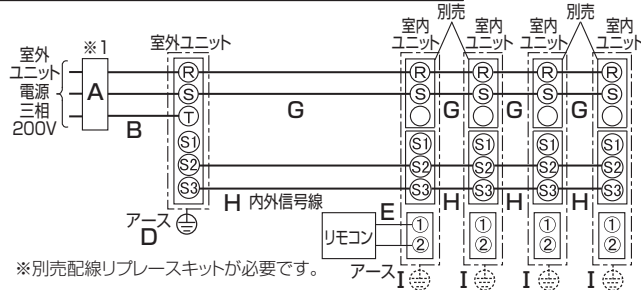 室外
ユニット
電源
三相
200V
※1
A
B
室外ユニット
R
S
T
S1
S2
S3
アース
D
G
H 内外信号線
リモコン
E
別売
別売
室内
ユニット
室内
ユニット
室内
ユニット
室内
ユニット
R
R
R
R
S
S
S
S
G
G
G
S1
S1
S1
S1
S2
S2
S2
S2
S3
S3
S3
S3
H
H
H
①
①
①
①
②
②
②
②
アース I
I
I
I
※別売配線リプレースキットが必要です。